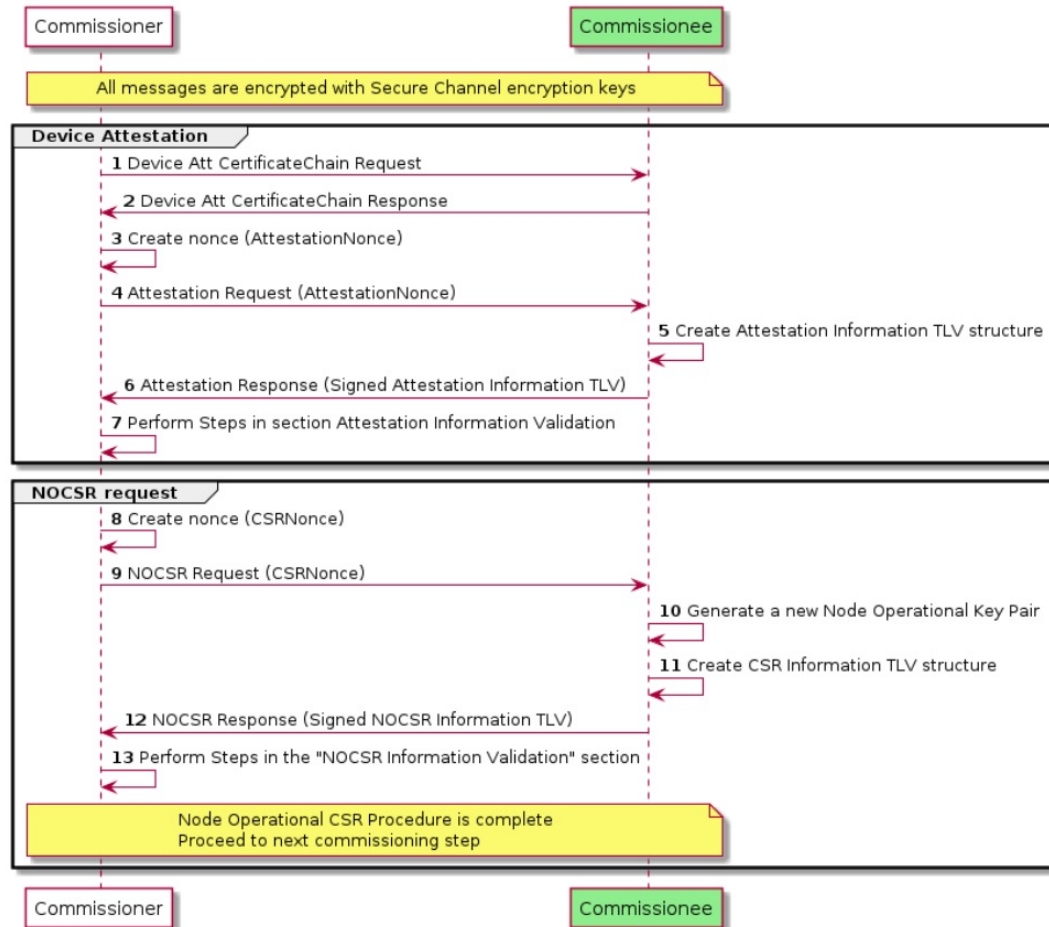 Commissioner
Commissionee
All messages are encrypted with Secure Channel encryption keys
Device Attestation
1 Device Att CertificateChain Request
2 Device Att CertificateChain Response
3 Create nonce (AttestationNonce)
4 Attestation Request (AttestationNonce)
5 Create Attestation Information TLV structure
6 Attestation Response (Signed Attestation Information TLV)
7 Perform Steps in section Attestation Information Validation
NOCSR request
8 Create nonce (CSRNonce)
9 NOCSR Request (CSRNonce)
10 Generate a new Node Operational Key Pair
11 Create CSR Information TLV structure
12 NOCSR Response (Signed NOCSR Information TLV)
13 Perform Steps in the "NOCSR Information Validation" section
Node Operational CSR Procedure is complete
Proceed to next commissioning step
Commissioner
Commissionee